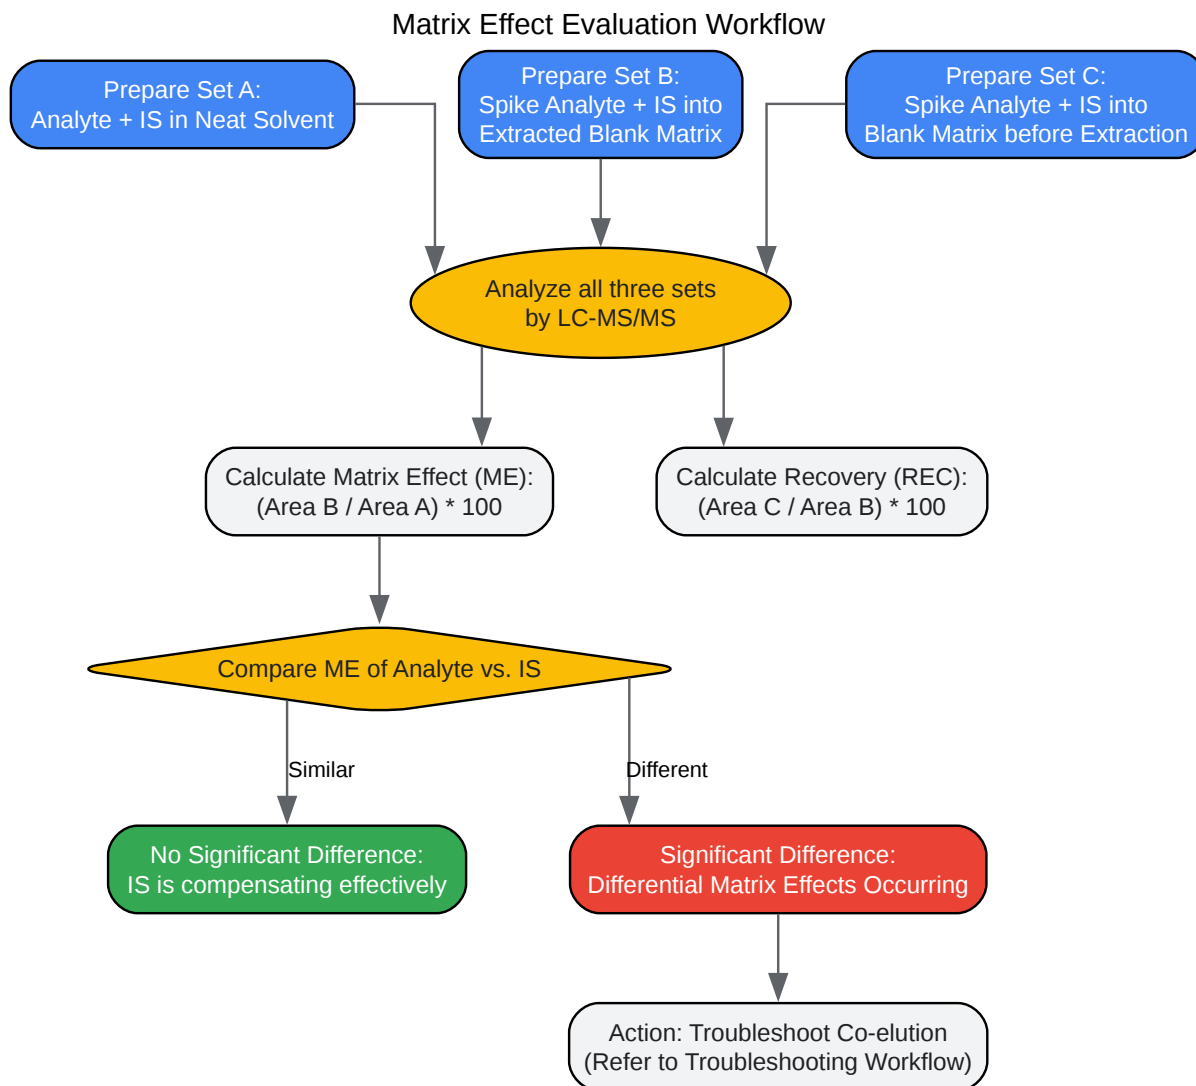 Matrix Effect Evaluation Workflow
Prepare Set A:
Analyte + IS in Neat Solvent
Prepare Set B:
Spike Analyte + IS into
Extracted Blank Matrix
Prepare Set C:
Spike Analyte + IS into
Blank Matrix before Extraction
Analyze all three sets
by LC-MS/MS
Calculate Matrix Effect (ME):
(Area B / Area A) * 100
Calculate Recovery (REC):
(Area C / Area B) * 100
Compare ME of Analyte vs. IS
Similar
Different
No Significant Difference:
IS is compensating effectively
Significant Difference:
Differential Matrix Effects Occurring
Action: Troubleshoot Co-elution
(Refer to Troubleshooting Workflow)